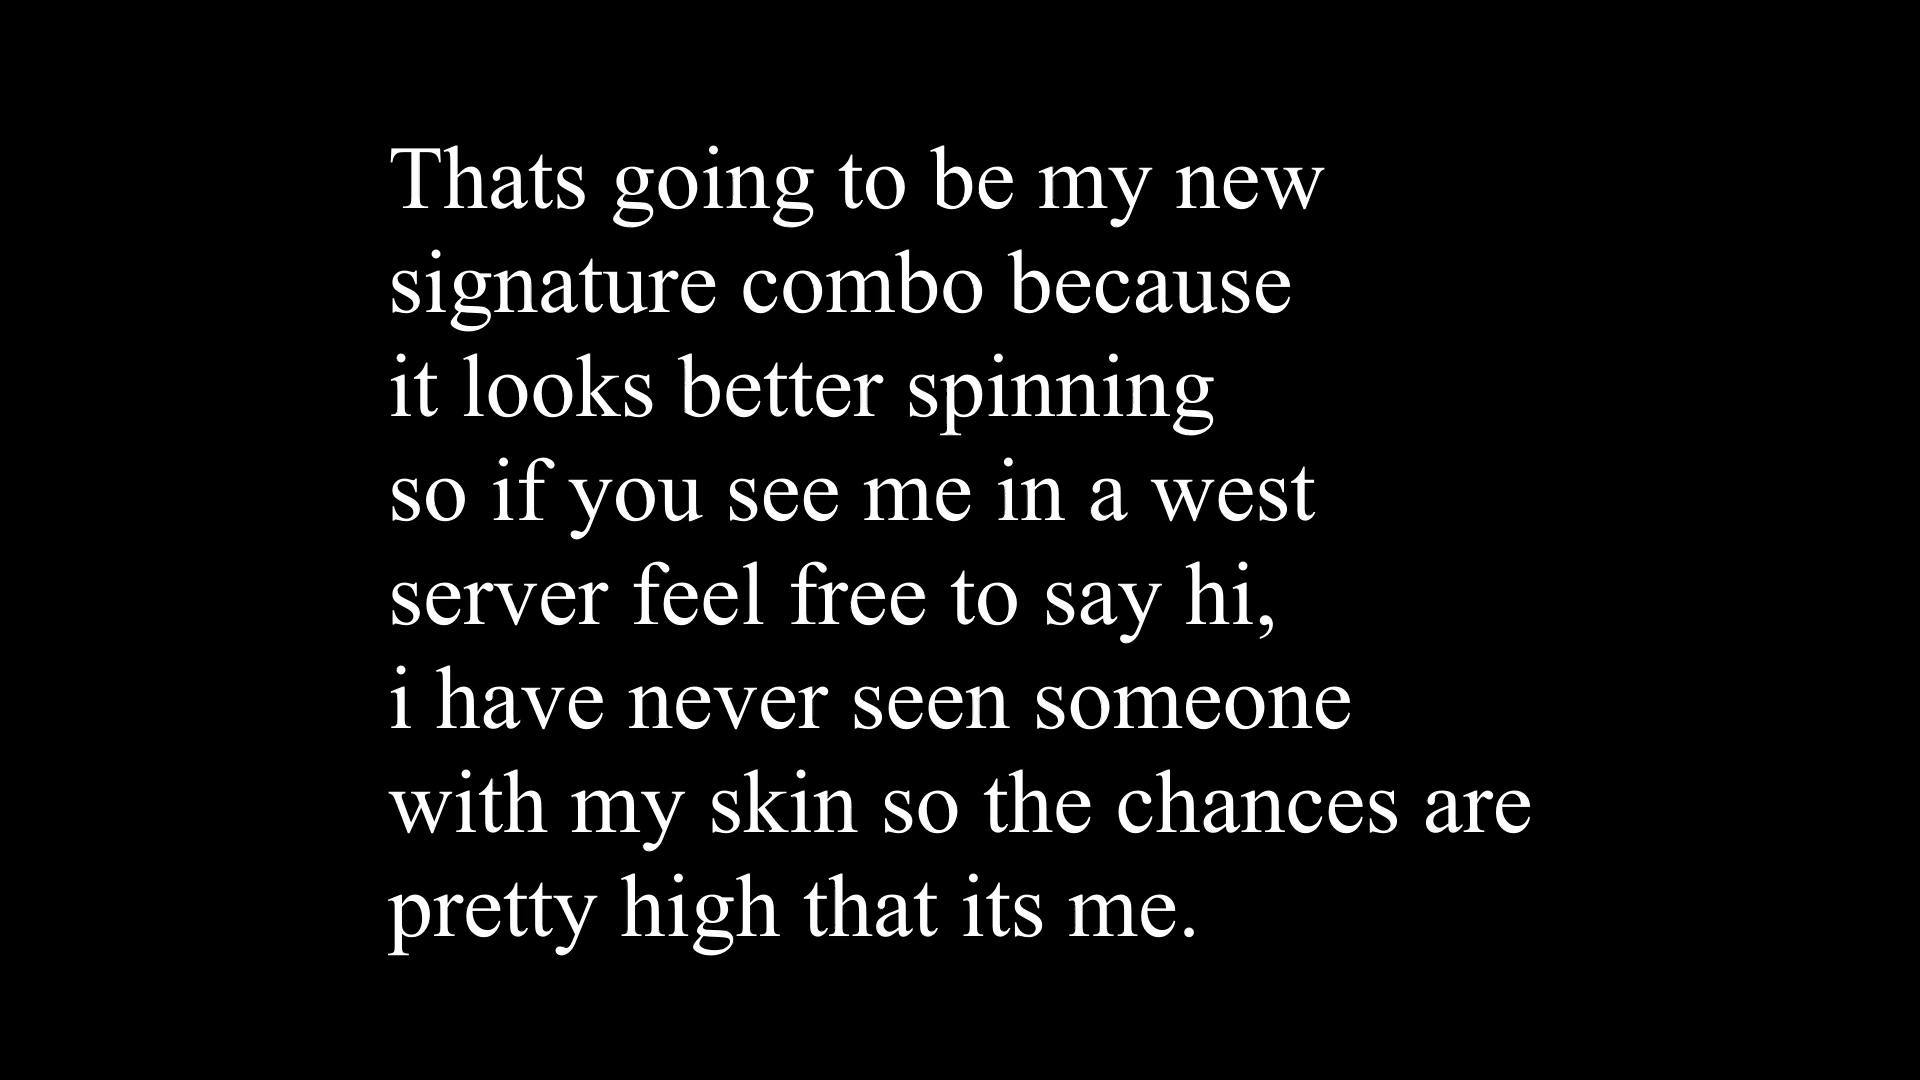 Thats going to be my new
signature combo because
it looks better spinning
so if you see me in a west
server feel free to say hi,
i have never seen someone
with my skin so the chances are
pretty high that its me.